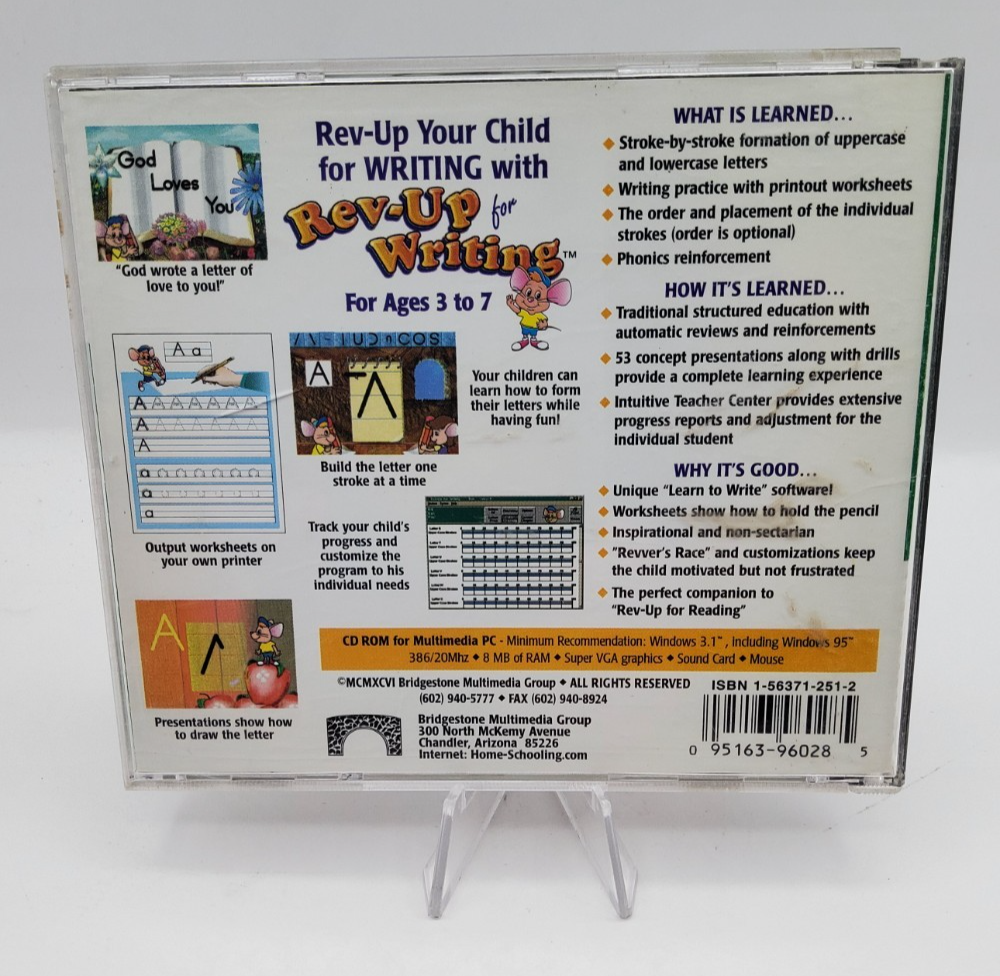 God
Loves
You
"God wrote a letter of
love to you!"
Rev-Up Your Child
for WRITING with
Rev-Up for
Writing™
For Ages 3 to 7
A a
A A A A A A A
A A A A A A A
A
a a a a a a a
a
a
Output worksheets on
your own printer
A
Build the letter one
stroke at a time
Your children can
learn how to form
their letters while
having fun!
Track your child's
progress and
customize the
program to his
individual needs
A
Presentations show how
to draw the letter
WHAT IS LEARNED...
◆ Stroke-by-stroke formation of uppercase
and lowercase letters
◆ Writing practice with printout worksheets
◆ The order and placement of the individual
strokes (order is optional)
◆ Phonics reinforcement
HOW IT'S LEARNED...
◆ Traditional structured education with
automatic reviews and reinforcements
◆ 53 concept presentations along with drills
provide a complete learning experience
◆ Intuitive Teacher Center provides extensive
progress reports and adjustment for the
individual student
WHY IT'S GOOD...
◆ Unique "Learn to Write" software!
◆ Worksheets show how to hold the pencil
◆ Inspirational and non-sectarian
◆ "Revver's Race" and customizations keep
the child motivated but not frustrated
◆ The perfect companion to
"Rev-Up for Reading"
CD ROM for Multimedia PC - Minimum Recommendation: Windows 3.1™, including Windows 95™
386/20Mhz ◆ 8 MB of RAM ◆ Super VGA graphics ◆ Sound Card ◆ Mouse
©MCMXCVI Bridgestone Multimedia Group ◆ ALL RIGHTS RESERVED
(602) 940-5777 ◆ FAX (602) 940-8924
Bridgestone Multimedia Group
300 North McKemy Avenue
Chandler, Arizona 85226
Internet: Home-Schooling.com
ISBN 1-56371-251-2
0 95163-96028 5